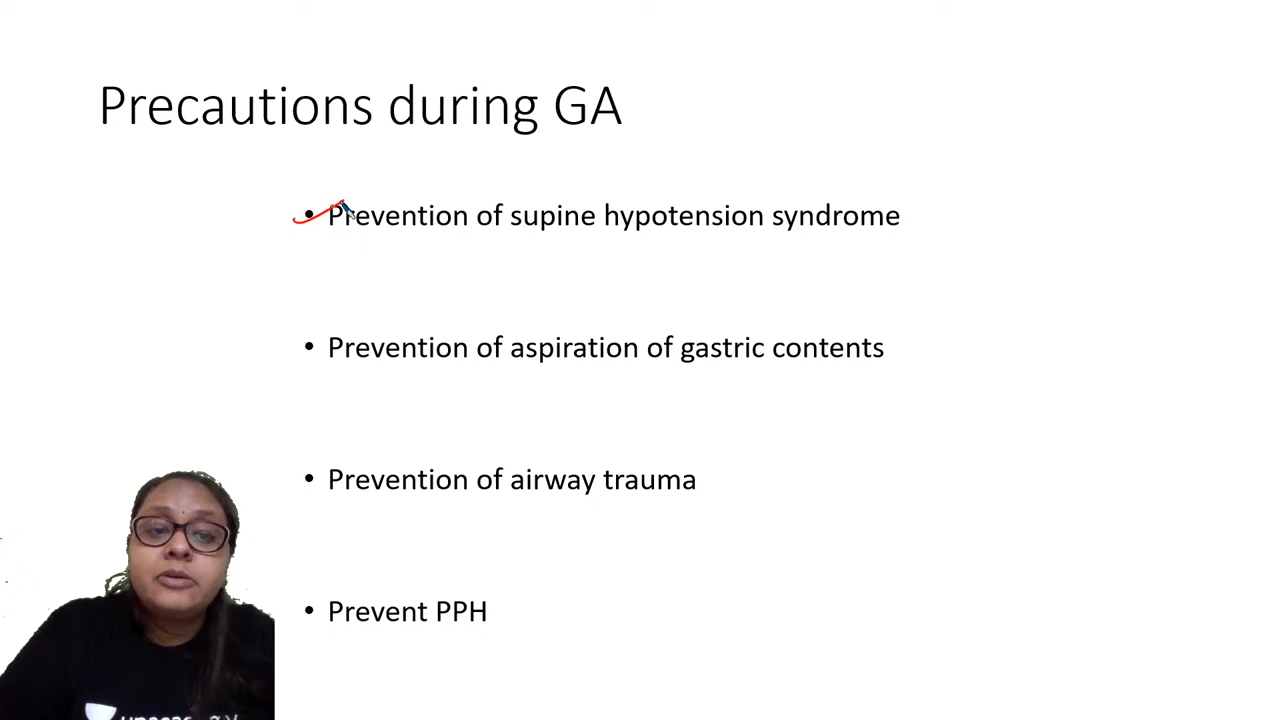 Precautions during GA
• Prevention of supine hypotension syndrome
• Prevention of aspiration of gastric contents
• Prevention of airway trauma
• Prevent PPH